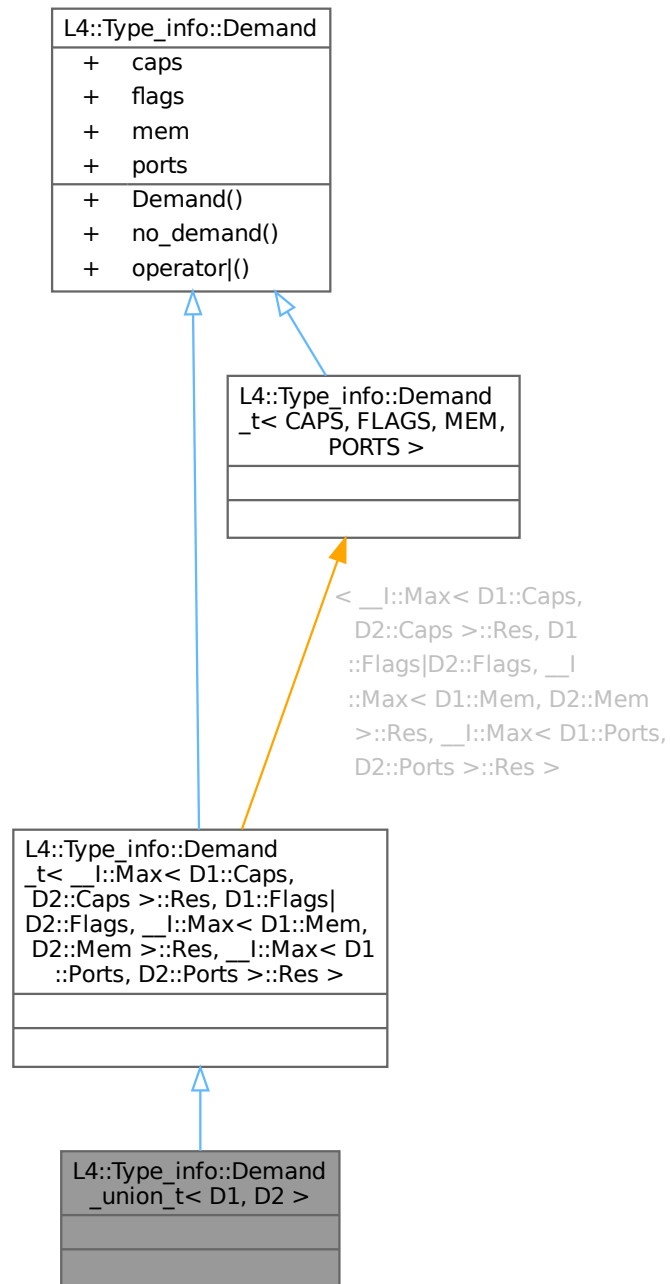 L4::Type_info::Demand
+ caps
+ flags
+ mem
+ ports
+ Demand()
+ no_demand()
+ operator|()
L4::Type_info::Demand
_t< CAPS, FLAGS, MEM,
PORTS >
< __I::Max< D1::Caps,
D2::Caps >::Res, D1
::Flags|D2::Flags, __I
::Max< D1::Mem, D2::Mem
>::Res, __I::Max< D1::Ports,
D2::Ports >::Res >
L4::Type_info::Demand
_t< __I::Max< D1::Caps,
D2::Caps >::Res, D1::Flags|
D2::Flags, __I::Max< D1::Mem,
D2::Mem >::Res, __I::Max< D1
::Ports, D2::Ports >::Res >
L4::Type_info::Demand
_union_t< D1, D2 >